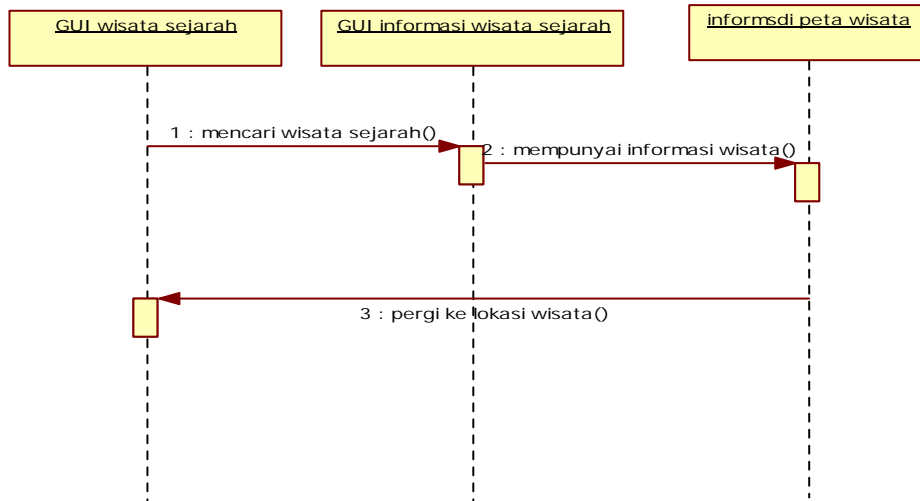 GUI wisata sejarah
GUI informasi wisata sejarah
informsdi peta wisata
1 : mencari wisata sejarah()
2 : mempunyai informasi wisata()
3 : pergi ke lokasi wisata()